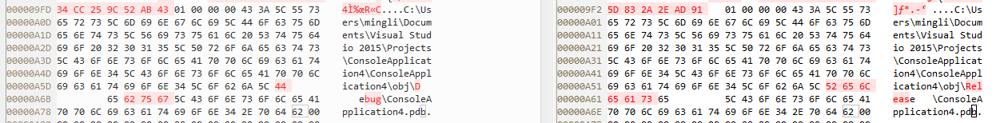 000009FD 34 CC 25 9C 52 AB 43 01 00 00 00 43 3A 5C 55 73 4Ì%œR«C....C:\Us
00000A0D 65 72 73 5C 6D 69 6E 67 6C 69 5C 44 6F 63 75 6D ers\mingli\Docum
00000A1D 65 6E 74 73 5C 56 69 73 75 61 6C 20 53 74 75 64 ents\Visual Stud
00000A2D 69 6F 20 32 30 31 35 5C 50 72 6F 6A 65 63 74 73 io 2015\Projects
00000A3D 5C 43 6F 6E 73 6F 6C 65 41 70 70 6C 69 63 61 74 \ConsoleApplicat
00000A4D 69 6F 6E 34 5C 43 6F 6E 73 6F 6C 65 41 70 70 6C ion4\ConsoleAppl
00000A5D 69 63 61 74 69 6F 6E 34 5C 6F 62 6A 5C 44 ication4\obj\D
00000A6B 65 62 75 67 5C 43 6F 6E 73 6F 6C 65 41 ebug\ConsoleA
00000A78 70 70 6C 69 63 61 74 69 6F 6E 34 2E 70 64 62 00 pplication4.pdb.
000009F2 5D 83 2A 2E AD 91 01 00 00 00 43 3A 5C 55 73 ]ƒ*.-‘ ....C:\Us
00000A01 65 72 73 5C 6D 69 6E 67 6C 69 5C 44 6F 63 75 6D ers\mingli\Docum
00000A11 65 6E 74 73 5C 56 69 73 75 61 6C 20 53 74 75 64 ents\Visual Stud
00000A21 69 6F 20 32 30 31 35 5C 50 72 6F 6A 65 63 74 73 io 2015\Projects
00000A31 5C 43 6F 6E 73 6F 6C 65 41 70 70 6C 69 63 61 74 \ConsoleApplicat
00000A41 69 6F 6E 34 5C 43 6F 6E 73 6F 6C 65 41 70 70 6C ion4\ConsoleAppl
00000A51 69 63 61 74 69 6F 6E 34 5C 6F 62 6A 5C 52 65 6C ication4\obj\Rel
00000A61 65 61 73 65 5C 43 6F 6E 73 6F 6C 65 41 ease \ConsoleA
00000A6E 70 70 6C 69 63 61 74 69 6F 6E 34 2E 70 64 62 00 pplication4.pdb.